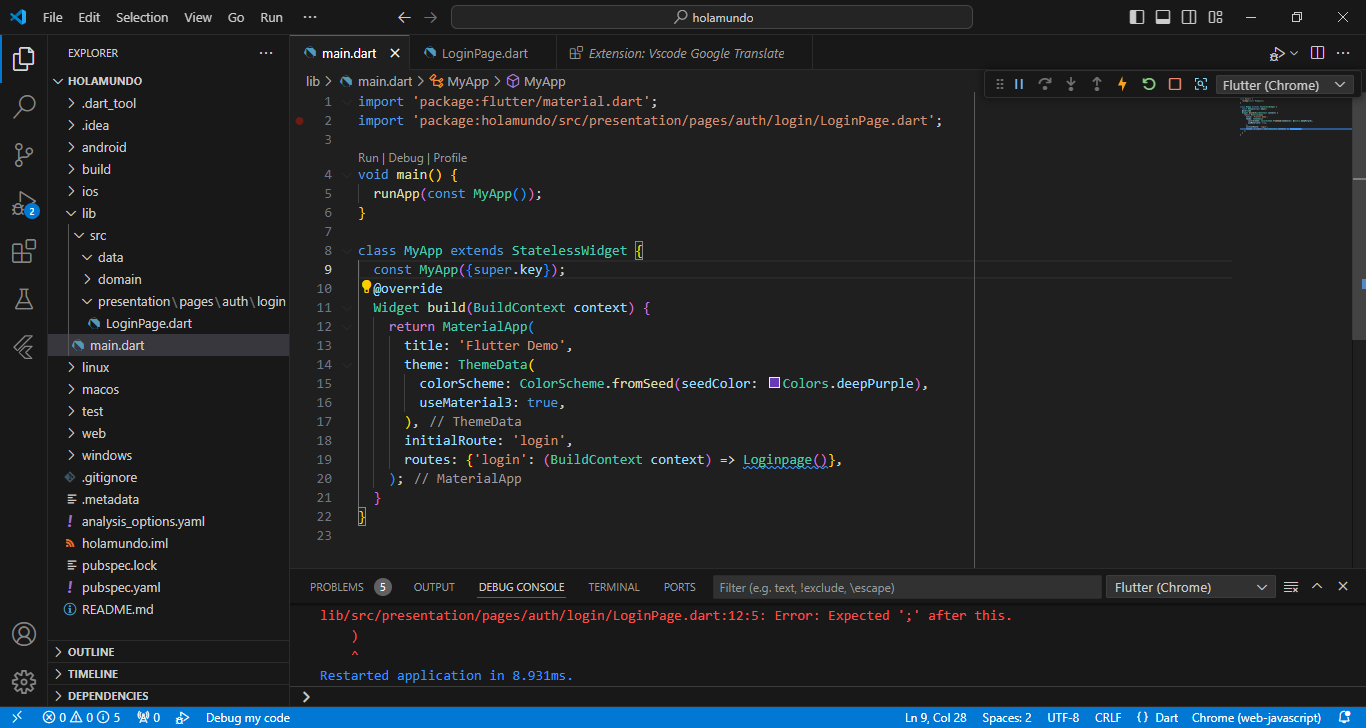 File Edit Selection View Go Run ··· holamundo
EXPLORER ···
HOLAMUNDO
.dart_tool
.idea
android
build
ios
lib
src
data
domain
presentation\pages\auth\login
LoginPage.dart
main.dart
linux
macos
test
web
windows
.gitignore
.metadata
analysis_options.yaml
holamundo.iml
pubspec.lock
pubspec.yaml
README.md
OUTLINE
TIMELINE
DEPENDENCIES
2
main.dart LoginPage.dart Extension: Vscode Google Translate
lib > main.dart > MyApp > MyApp
Flutter (Chrome)
1 import 'package:flutter/material.dart';
2 import 'package:holamundo/src/presentation/pages/auth/login/LoginPage.dart';
3
Run | Debug | Profile
4 void main() {
5 runApp(const MyApp());
6 }
7
8 class MyApp extends StatelessWidget {
9 const MyApp({super.key});
10 @override
11 Widget build(BuildContext context) {
12 return MaterialApp(
13 title: 'Flutter Demo',
14 theme: ThemeData(
15 colorScheme: ColorScheme.fromSeed(seedColor: Colors.deepPurple),
16 useMaterial3: true,
17 ), // ThemeData
18 initialRoute: 'login',
19 routes: {'login': (BuildContext context) => Loginpage()},
20 ); // MaterialApp
21 }
22 }
23
PROBLEMS 5 OUTPUT DEBUG CONSOLE TERMINAL PORTS Filter (e.g. text, !exclude, \escape) Flutter (Chrome)
lib/src/presentation/pages/auth/login/LoginPage.dart:12:5: Error: Expected ';' after this.
)
^
Restarted application in 8.931ms.
>
0 0 5 0 Debug my code Ln 9, Col 28 Spaces: 2 UTF-8 CRLF { } Dart Chrome (web-javascript)